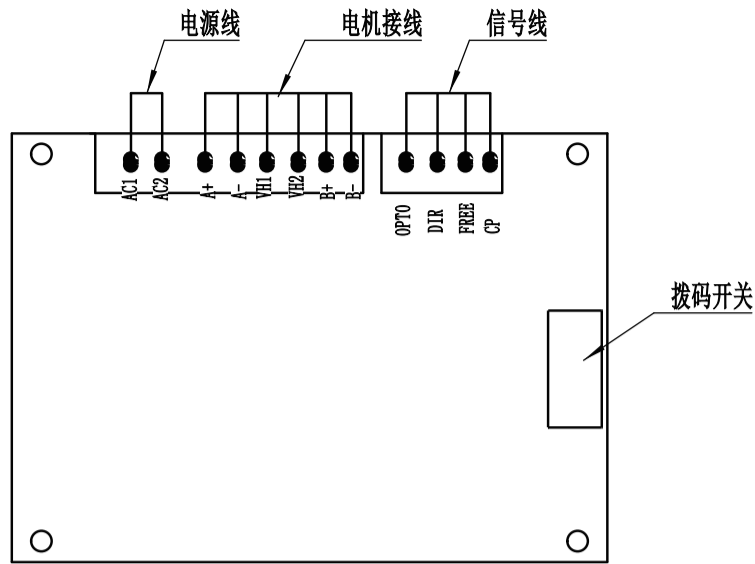 电源线
电机接线
信号线
AC1
AC2
A+
A-
VH1
VH2
B+
B-
OPTO
DIR
FREE
CP
拨码开关